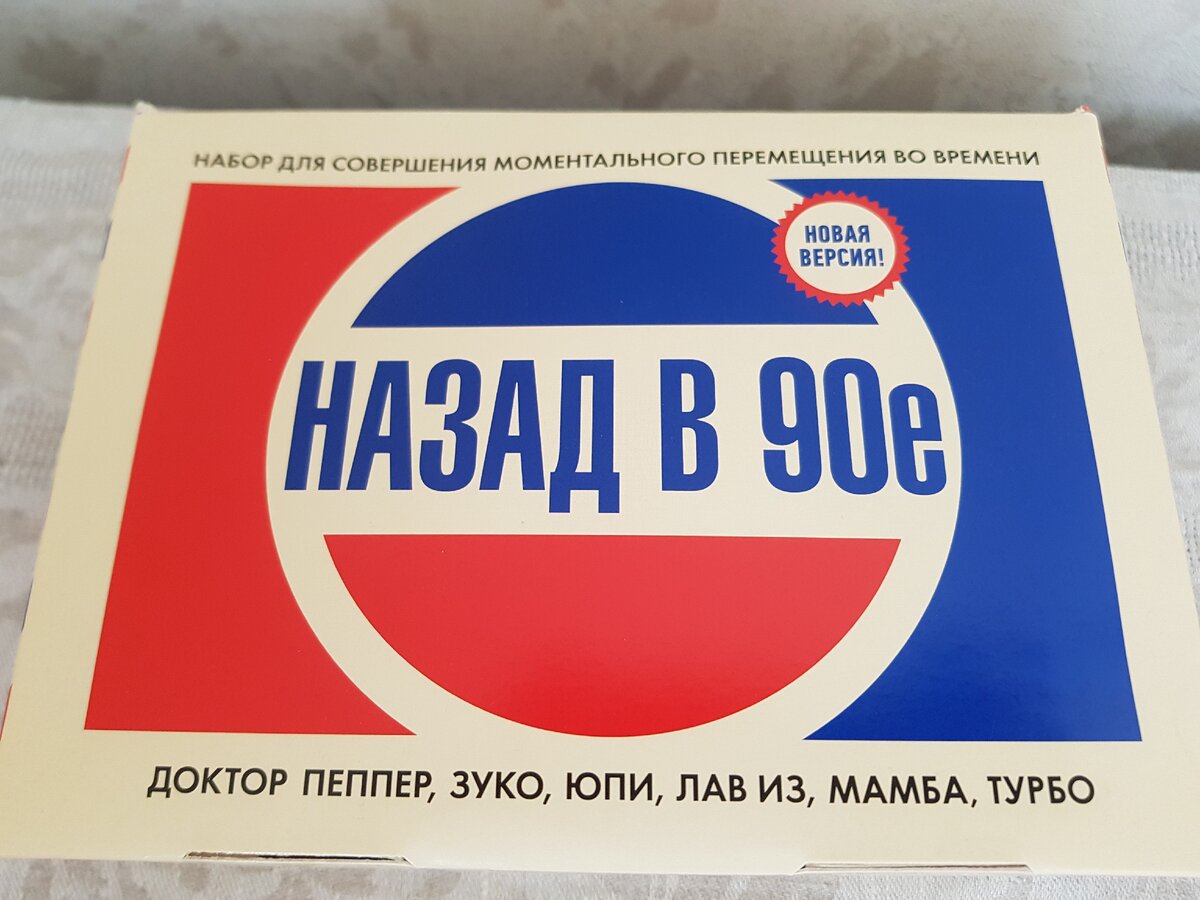 НАБОР ДЛЯ СОВЕРШЕНИЯ МОМЕНТАЛЬНОГО ПЕРЕМЕЩЕНИЯ ВО ВРЕМЕНИ
НОВАЯ
ВЕРСИЯ!
НАЗАД В 90е
ДОКТОР ПЕППЕР, ЗУКО, ЮПИ, ЛАВ ИЗ, МАМБА, ТУРБО